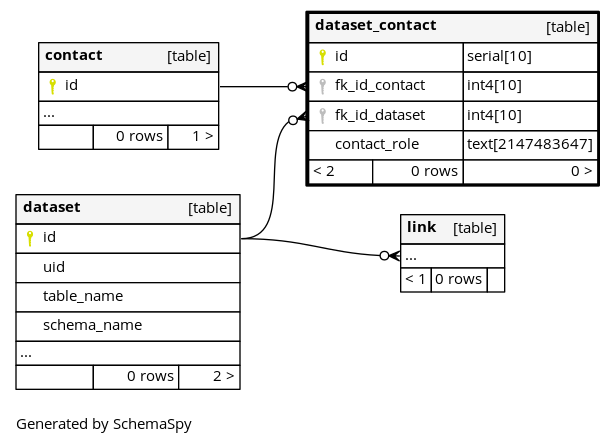 dataset_contact [table]
id serial[10]
fk_id_contact int4[10]
fk_id_dataset int4[10]
contact_role text[2147483647]
< 2 0 rows 0 >
contact [table]
id
...
0 rows 1 >
dataset [table]
id
uid
table_name
schema_name
...
0 rows 2 >
link [table]
...
< 1 0 rows
Generated by SchemaSpy